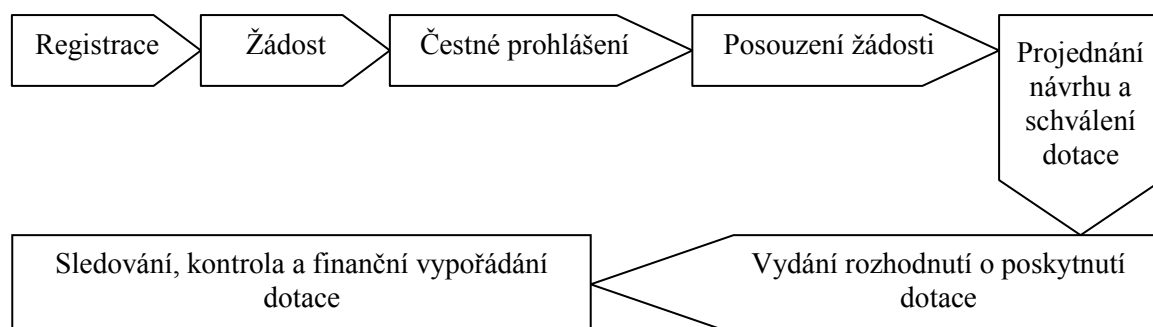 Registrace
Žádost
Čestné prohlášení
Posouzení žádosti
Projednání
návrhu a
schválení
dotace
Vydání rozhodnutí o poskytnutí
dotace
Sledování, kontrola a finanční vypořádání
dotace